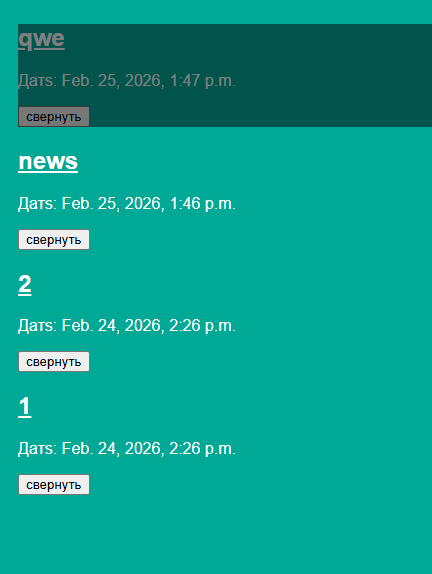 qwe
Датs: Feb. 25, 2026, 1:47 p.m.
свернуть
news
Датs: Feb. 25, 2026, 1:46 p.m.
свернуть
2
Датs: Feb. 24, 2026, 2:26 p.m.
свернуть
1
Датs: Feb. 24, 2026, 2:26 p.m.
свернуть